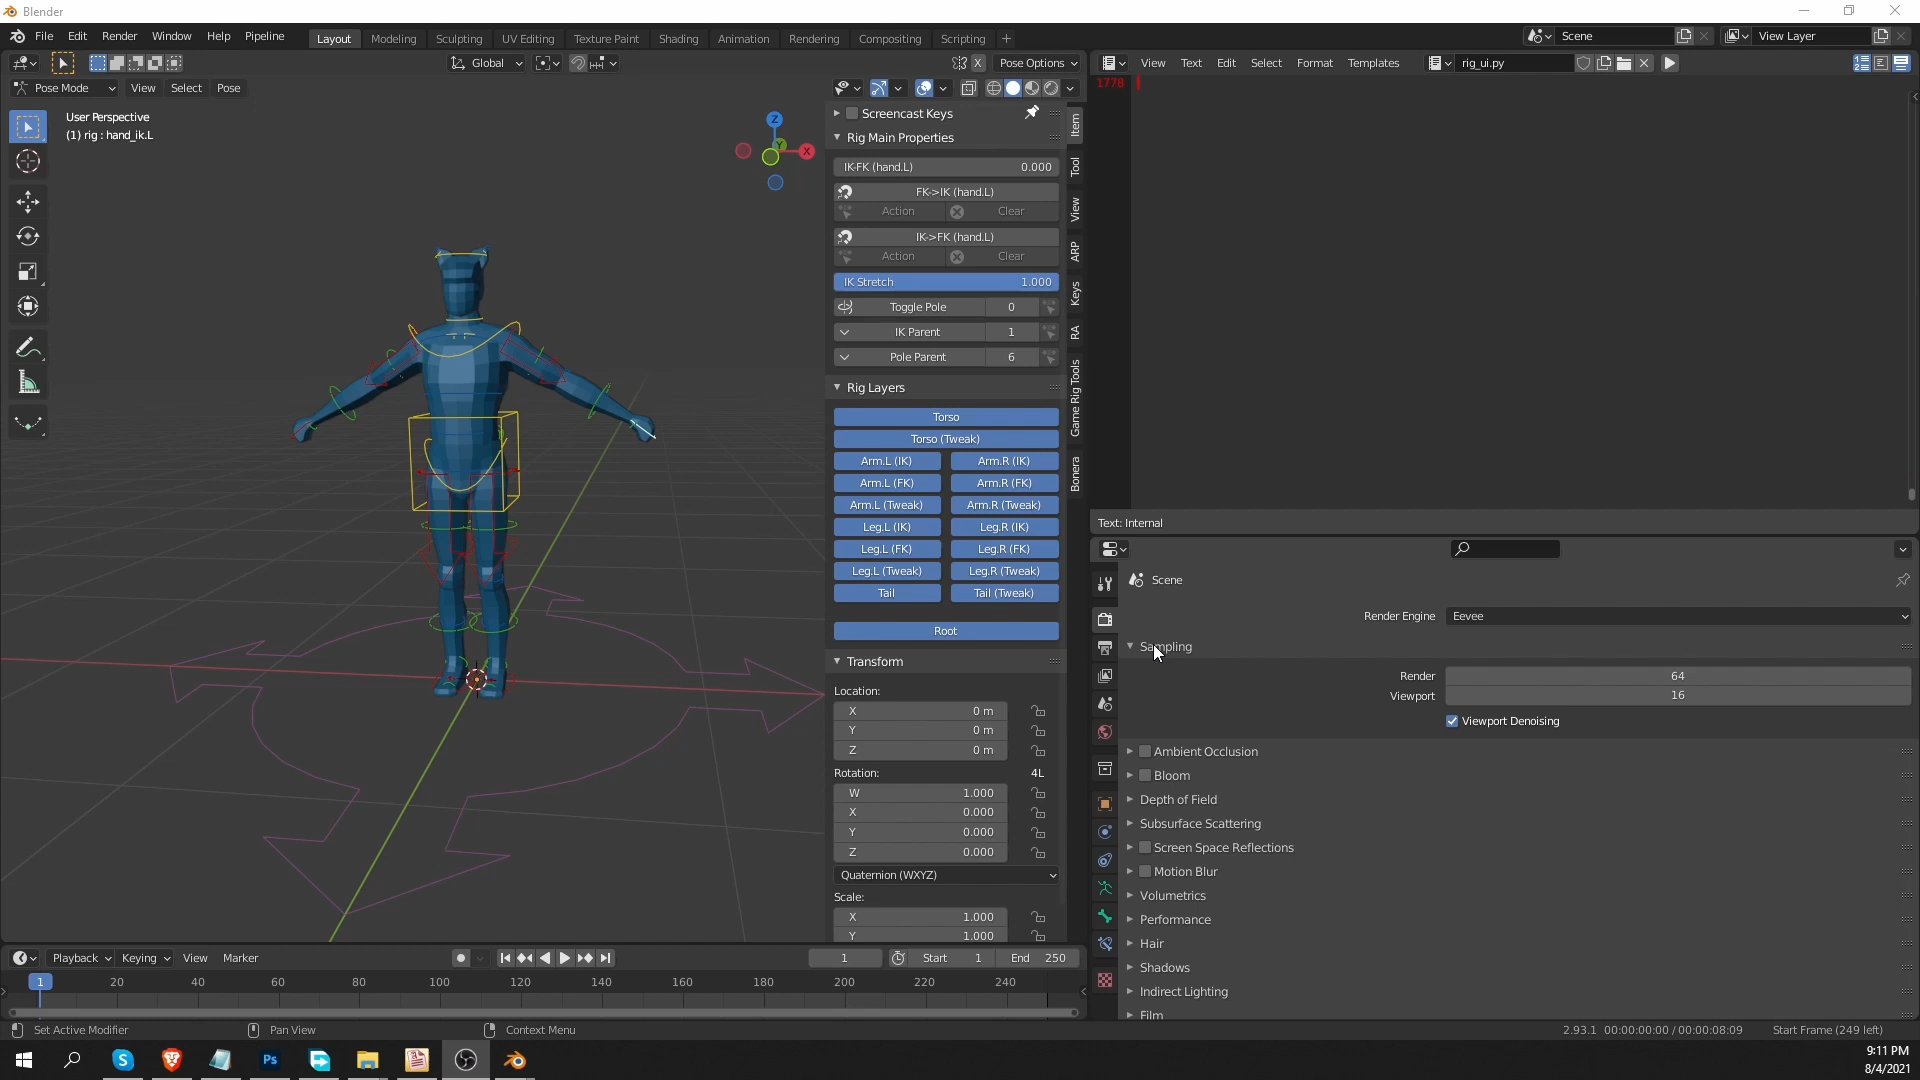 Blender
File Edit Render Window Help Pipeline
Layout Modeling Sculpting UV Editing Texture Paint Shading Animation Rendering Compositing Scripting +
Scene
View Layer
Global
Pose Options
View Text Edit Select Format Templates
rig_ui.py
Pose Mode View Select Pose
User Perspective
(1) rig : hand_ik.L
Z
Y
X
Screencast Keys
Rig Main Properties
IK-FK (hand.L) 0.000
FK->IK (hand.L)
Action Clear
IK->FK (hand.L)
Action Clear
IK Stretch 1.000
Toggle Pole 0
IK Parent 1
Pole Parent 6
Rig Layers
Torso
Torso (Tweak)
Arm.L (IK) Arm.R (IK)
Arm.L (FK) Arm.R (FK)
Arm.L (Tweak) Arm.R (Tweak)
Leg.L (IK) Leg.R (IK)
Leg.L (FK) Leg.R (FK)
Leg.L (Tweak) Leg.R (Tweak)
Tail Tail (Tweak)
Root
Transform
Location:
X 0 m
Y 0 m
Z 0 m
Rotation: 4L
W 1.000
X 0.000
Y 0.000
Z 0.000
Quaternion (WXYZ)
Scale:
X 1.000
Y 1.000
Item
Tool
View
ARP
Keys
RA
Game Rig Tools
Bonera
1778
Text: Internal
Scene
Render Engine Eevee
Sampling
Render 64
Viewport 16
Viewport Denoising
Ambient Occlusion
Bloom
Depth of Field
Subsurface Scattering
Screen Space Reflections
Motion Blur
Volumetrics
Performance
Hair
Shadows
Indirect Lighting
Film
Playback Keying View Marker
1 Start 1 End 250
1 20 40 60 80 100 120 140 160 180 200 220 240
Set Active Modifier Pan View Context Menu
2.93.1 00:00:00:00 / 00:00:08:09 Start Frame (249 left)
S
Ps
9:11 PM
8/4/2021